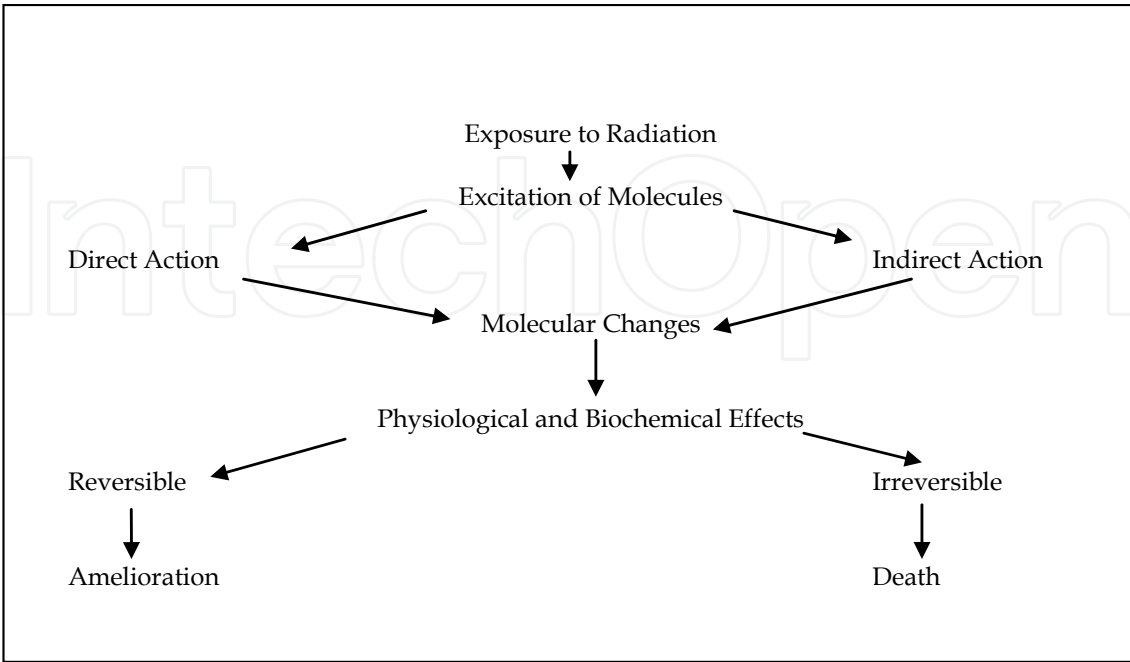 Exposure to Radiation
Excitation of Molecules
Direct Action
Indirect Action
Molecular Changes
Physiological and Biochemical Effects
Reversible
Irreversible
Amelioration
Death
IntechOpen